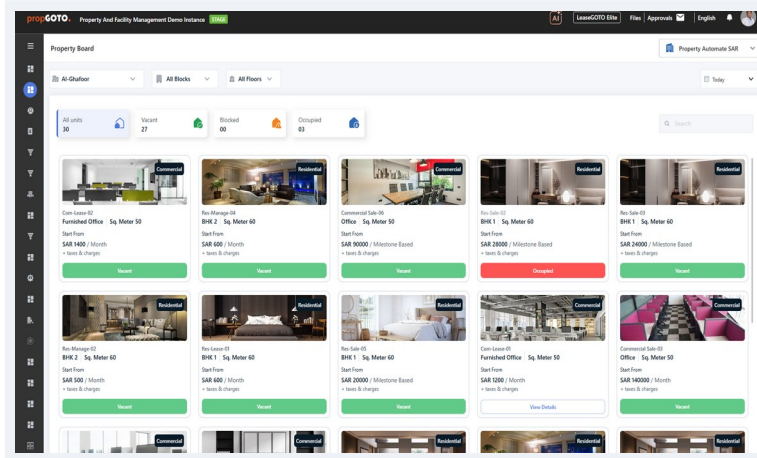 propGOTO. Property And Facility Management Demo Instance STAGE AI LeaseGOTO Elite Files Approvals English
Property Board Property Automate SAR
Al-Ghafoor All Blocks All Floors Today
All units Vacant Blocked Occupied
30 27 00 03
Search
Commercial Residential Commercial Residential Residential
Com-Lease-02 Res-Manage-04 Commercial Sale-06 Res-Sale-02 Res-Sale-03
Furnished Office Sq. Meter 50 BHK 2 Sq. Meter 60 Office Sq. Meter 50 BHK 1 Sq. Meter 60 BHK 1 Sq. Meter 60
Start From Start From Start From Start From Start From
SAR 1400 / Month SAR 600 / Month SAR 90000 / Milestone Based SAR 28000 / Milestone Based SAR 24000 / Month
+ taxes & charges + taxes & charges + taxes & charges + taxes & charges + taxes & charges
Vacant Vacant Vacant Occupied Vacant
Residential Residential Residential Commercial Commercial
Res-Manage-02 Res-Lease-03 Res-Sale-05 Com-Lease-01 Commercial Sale-03
BHK 2 Sq. Meter 60 BHK 1 Sq. Meter 60 BHK 1 Sq. Meter 60 Furnished Office Sq. Meter 50 Office Sq. Meter 50
Start From Start From Start From Start From Start From
SAR 500 / Month SAR 600 / Month SAR 20000 / Milestone Based SAR 1200 / Month SAR 140000 / Month
+ taxes & charges + taxes & charges + taxes & charges + taxes & charges + taxes & charges
Vacant Vacant Vacant View Details Vacant
Commercial Commercial Residential Residential Residential